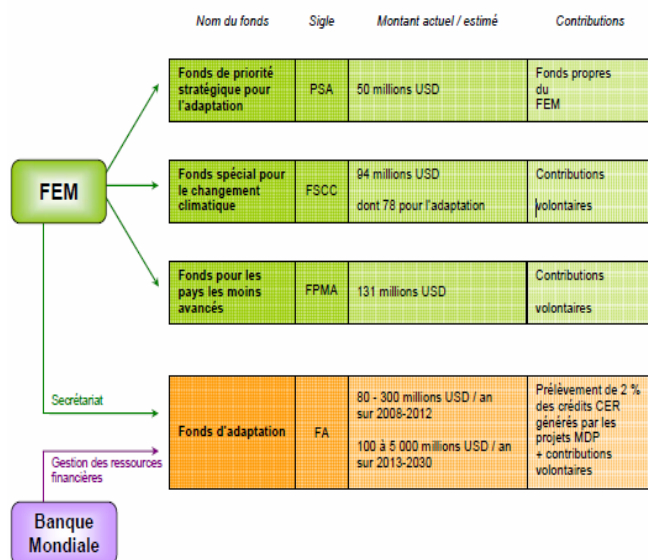 Nom du fonds Sigle Montant actuel / estimé Contributions
Fonds de priorité
stratégique pour
l'adaptation
PSA
50 millions USD
Fonds propres
du
FEM
FEM
Fonds spécial pour
le changement
climatique
FSCC
94 millions USD
dont 78 pour l'adaptation
Contributions
volontaires
Fonds pour les
pays les moins
avancés
FPMA
131 millions USD
Contributions
volontaires
Secrétariat
Fonds d'adaptation
FA
80 - 300 millions USD / an
sur 2008-2012
100 à 5 000 millions USD / an
sur 2013-2030
Prélèvement de 2 %
des crédits CER
générés par les
projets MDP
+ contributions
volontaires
Gestion des ressources
financières
Banque
Mondiale